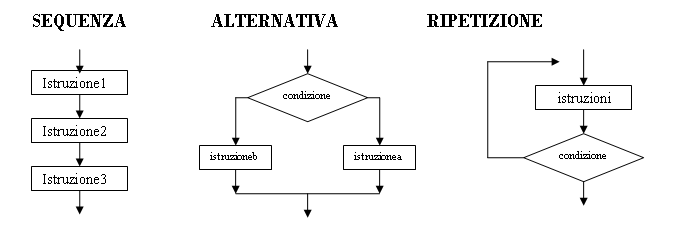 SEQUENZA
Istruzione1
Istruzione2
Istruzione3
ALTERNATIVA
condizione
istruzioneb
istruzionea
RIPETIZIONE
istruzioni
condizione